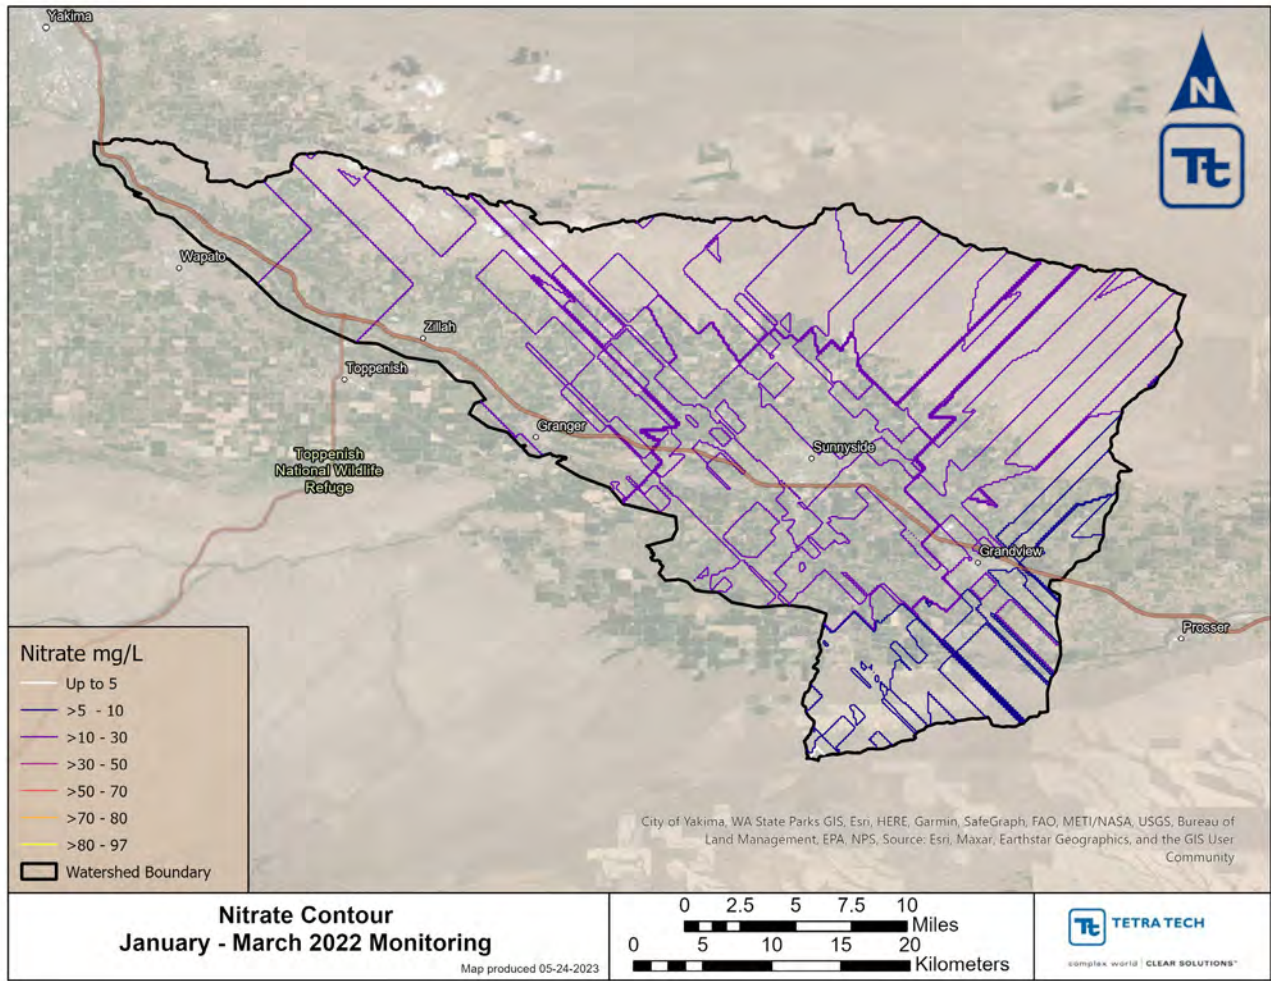 Yakima
N
Tt
Wapato
Zillah
Toppenish
Granger
Toppenish
National Wildlife
Refuge
Sunnyside
Grandview
Prosser
Nitrate mg/L
Up to 5
>5 - 10
>10 - 30
>30 - 50
>50 - 70
>70 - 80
>80 - 97
Watershed Boundary
City of Yakima, WA State Parks GIS, Esri, HERE, Garmin, SafeGraph, FAO, METI/NASA, USGS, Bureau of
Land Management, EPA, NPS, Source: Esri, Maxar, Earthstar Geographics, and the GIS User
Community
Nitrate Contour
January - March 2022 Monitoring
Map produced 05-24-2023
0 2.5 5 7.5 10
Miles
0 5 10 15 20
Kilometers
Tt TETRA TECH
complex world | CLEAR SOLUTIONS™